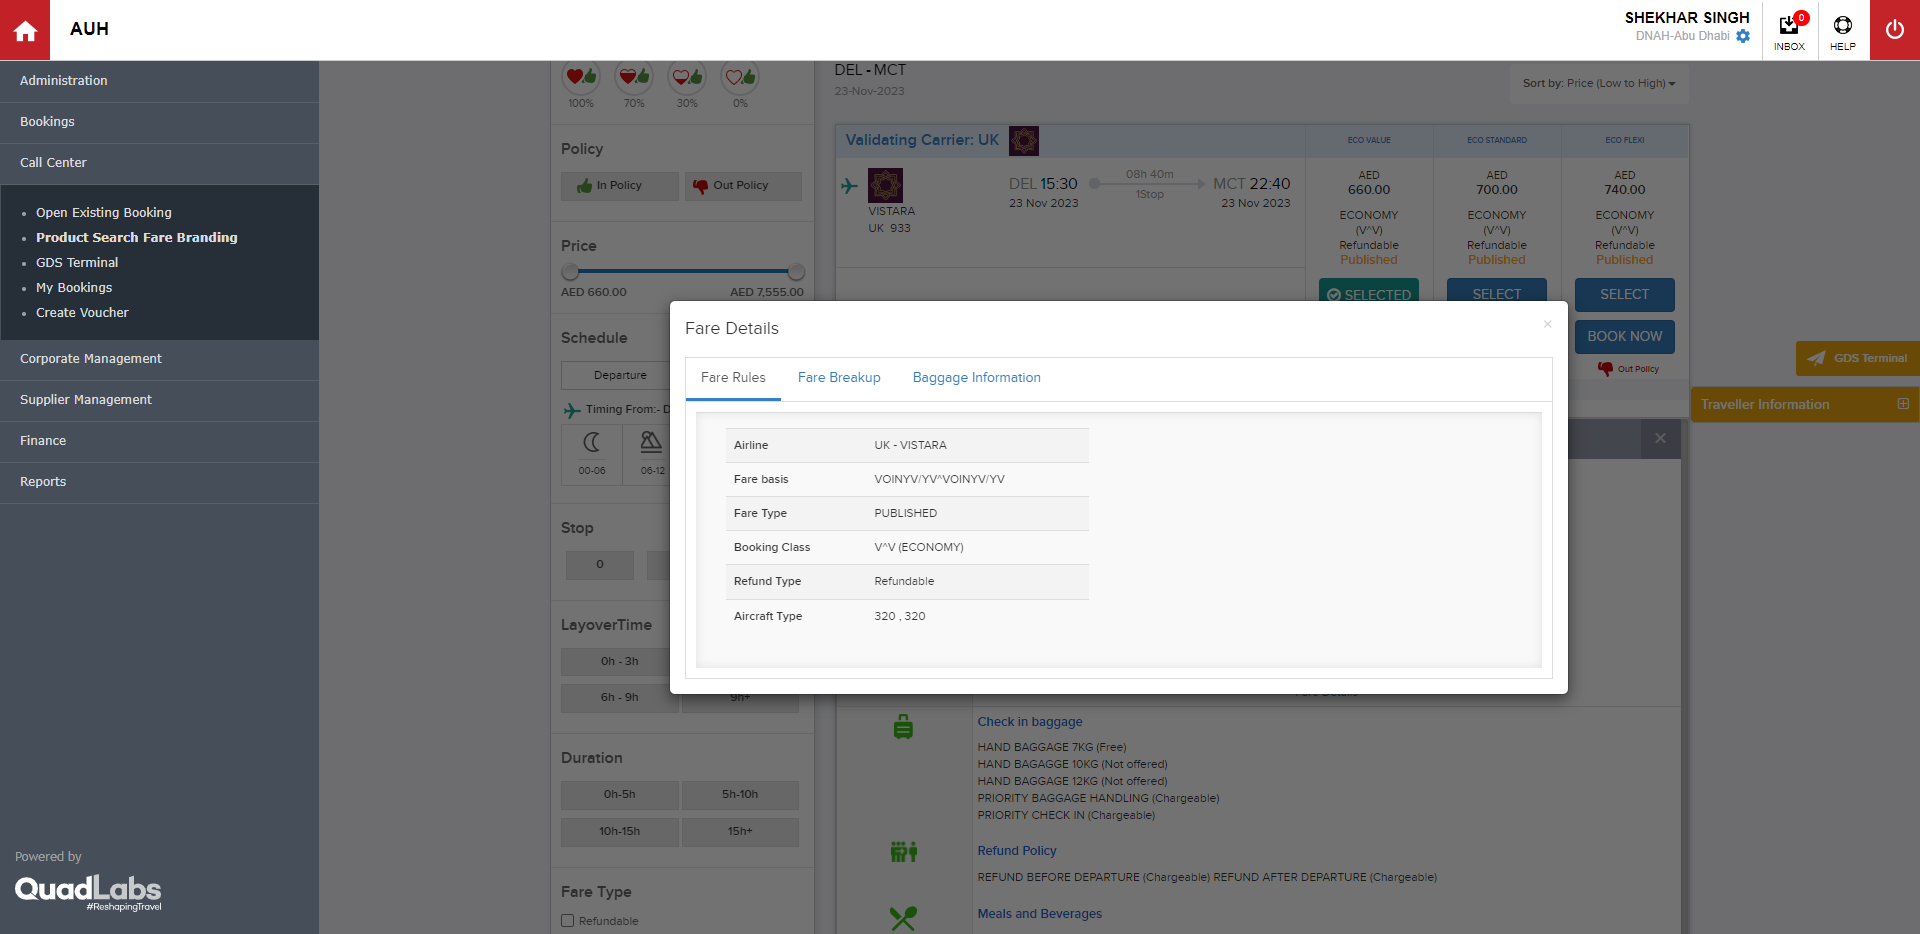 AUH
SHEKHAR SINGH
DNAH-Abu Dhabi
0
INBOX
HELP
Administration
Bookings
Call Center
Open Existing Booking
Product Search Fare Branding
GDS Terminal
My Bookings
Create Voucher
Corporate Management
Supplier Management
Finance
Reports
Powered by
QuadLabs
#ReshapingTravel
100%
70%
30%
0%
Policy
In Policy
Out Policy
Price
AED 660.00
AED 7,555.00
Schedule
Departure
Timing From:- D
00-06
06-12
Stop
0
LayoverTime
0h - 3h
6h - 9h
9h+
Duration
0h-5h
5h-10h
10h-15h
15h+
Fare Type
Refundable
DEL - MCT
23-Nov-2023
Sort by: Price (Low to High)
Validating Carrier: UK
ECO VALUE
ECO STANDARD
ECO FLEXI
VISTARA
UK 933
DEL 15:30
23 Nov 2023
08h 40m
1Stop
MCT 22:40
23 Nov 2023
AED
660.00
ECONOMY
(V^V)
Refundable
Published
SELECTED
AED
700.00
ECONOMY
(V^V)
Refundable
Published
SELECT
AED
740.00
ECONOMY
(V^V)
Refundable
Published
SELECT
BOOK NOW
Out Policy
GDS Terminal
Traveller Information
Fare Details
×
Fare Rules
Fare Breakup
Baggage Information
Airline UK - VISTARA
Fare basis VOINYV/YV^VOINYV/YV
Fare Type PUBLISHED
Booking Class V^V (ECONOMY)
Refund Type Refundable
Aircraft Type 320 , 320
Check in baggage
HAND BAGGAGE 7KG (Free)
HAND BAGAGGE 10KG (Not offered)
HAND BAGGAGE 12KG (Not offered)
PRIORITY BAGGAGE HANDLING (Chargeable)
PRIORITY CHECK IN (Chargeable)
Refund Policy
REFUND BEFORE DEPARTURE (Chargeable) REFUND AFTER DEPARTURE (Chargeable)
Meals and Beverages